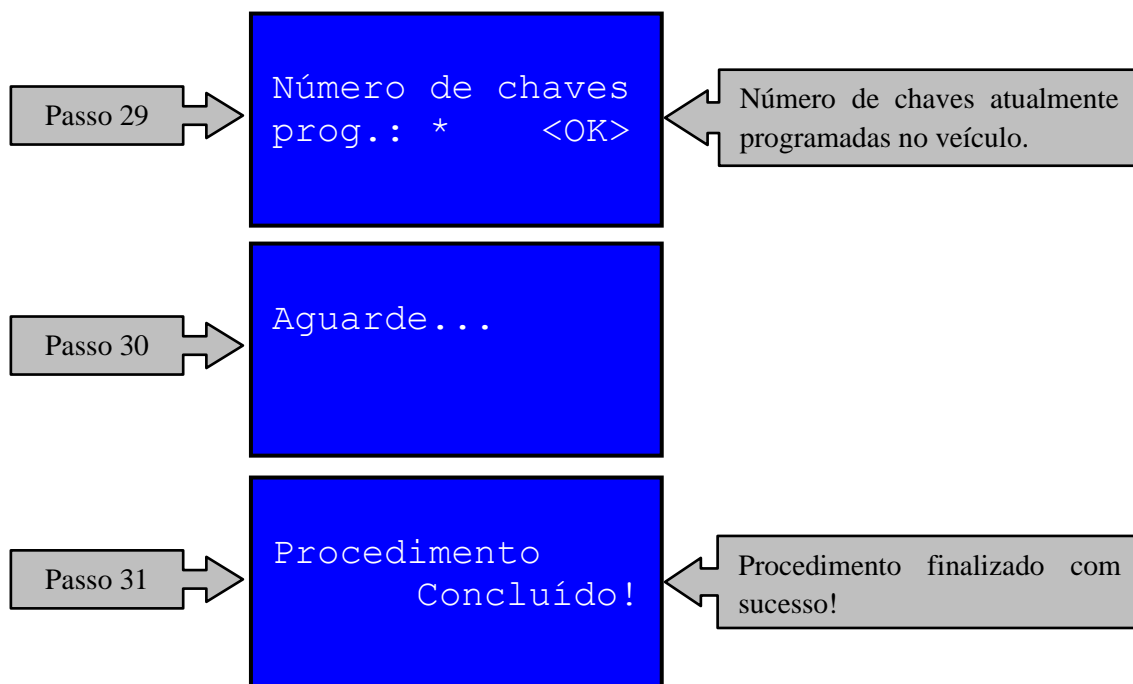 Passo 29
Número de chaves
prog.: * <OK>
Número de chaves atualmente
programadas no veículo.
Passo 30
Aguarde...
Passo 31
Procedimento
Concluído!
Procedimento finalizado com
sucesso!